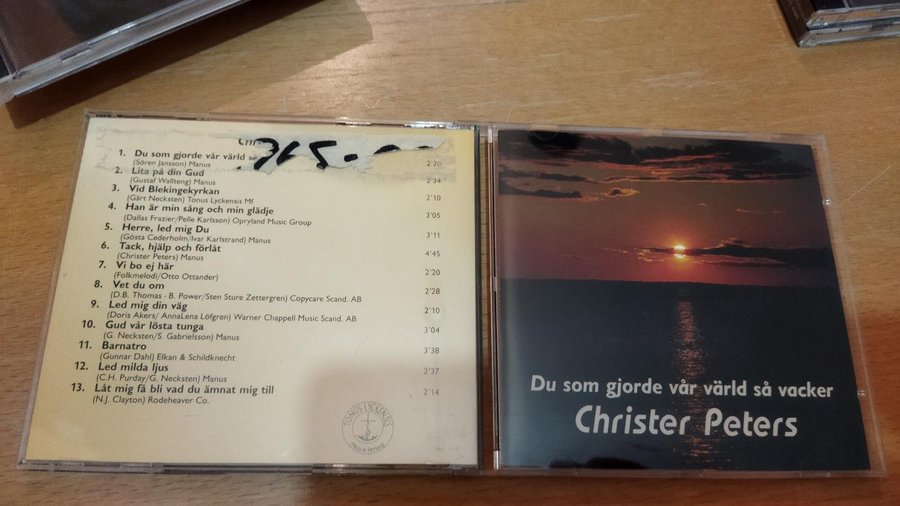 1. Du som gjorde vår värld så
(Sören Jansson) Manus 2'20
2. Lita på din Gud
(Gustaf Wallteng) Manus 2'34
3. Vid Blekingekyrkan
(Gärt Necksten) Tonus Lyckensis Mf 2'10
4. Han är min sång och min glädje
(Dallas Frazier/Pelle Karlsson) Opryland Music Group 3'05
5. Herre, led mig Du
(Gösta Cederholm/Ivar Karlstrand) Manus 3'11
6. Tack, hjälp och förlåt
(Christer Peters) Manus 4'45
7. Vi bo ej här
(Folkmelodi/Otto Ottander) 2'20
8. Vet du om
(D.B. Thomas - B. Power/Sten Sture Zettergren) Copycare Scand. AB 2'28
9. Led mig din väg
(Doris Akers/ AnnaLena Löfgren) Warner Chappell Music Scand. AB 2'10
10. Gud vår lösta tunga
(G. Necksten/S. Gabrielsson) Manus 3'04
11. Barnatro
(Gunnar Dahl) Elkan & Schildknecht 3'38
12. Led milda ljus
(C.H. Purday/G. Necksten) Manus 2'37
13. Låt mig få bli vad du ämnat mig till
(N.J. Clayton) Rodeheaver Co. 2'14
Du som gjorde vår värld så vacker
Christer Peters